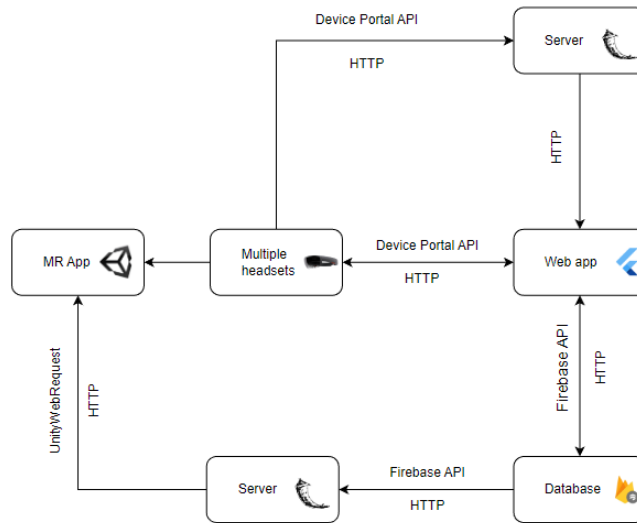 Device Portal API
HTTP
Server
HTTP
MR App
Multiple
headsets
Device Portal API
HTTP
Web app
UnityWebRequest
HTTP
Firebase API
HTTP
Server
Firebase API
HTTP
Database